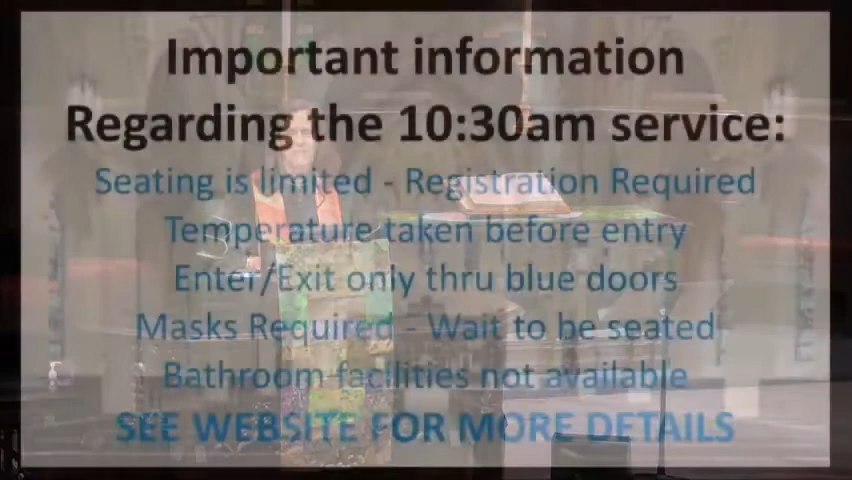 Important information
Regarding the 10:30am service:
Seating is limited - Registration Required
Temperature taken before entry
Enter/Exit only thru blue doors
Masks Required - Wait to be seated
Bathroom facilities not available
SEE WEBSITE FOR MORE DETAILS